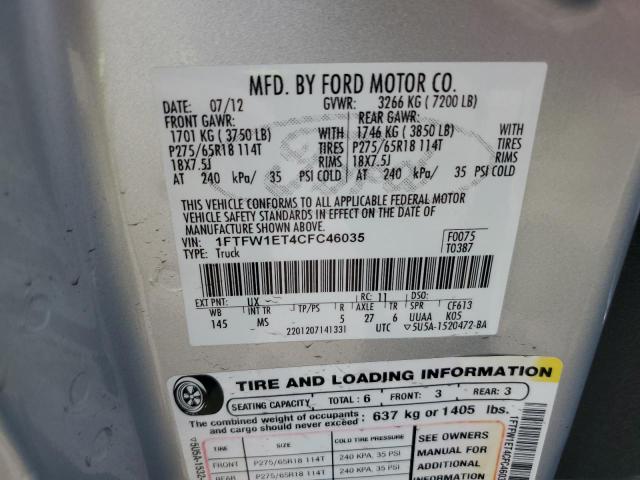 MFD. BY FORD MOTOR CO.
DATE: 07/12 GVWR: 3266 KG ( 7200 LB)
FRONT GAWR: REAR GAWR:
1701 KG ( 3750 LB) WITH 1746 KG ( 3850 LB) WITH
P275/65R18 114T TIRES P275/65R18 114T TIRES
18X7.5J RIMS 18X7.5J RIMS
AT 240 kPa/ 35 PSI COLD AT 240 kPa/ 35 PSI COLD
THIS VEHICLE CONFORMS TO ALL APPLICABLE FEDERAL MOTOR
VEHICLE SAFETY STANDARDS IN EFFECT ON THE DATE OF
MANUFACTURE SHOWN ABOVE.
VIN: 1FTFW1ET4CFC46035 F0075
TYPE: Truck T0387
EXT PNT: UX RC: 11 DSO:
WB INT TR TP/PS R AXLE TR SPR CF613
145 MS 5 27 6 UUAA K05
2201207141331 UTC ▽5U5A-1520472-BA
TIRE AND LOADING INFORMATION
SEATING CAPACITY TOTAL : 6 FRONT: 3 REAR: 3
The combined weight of occupants
and cargo should never exceed: 637 kg or 1405 lbs.
TIRE SIZE COLD TIRE PRESSURE
FRONT P275/65R18 114T 240 KPA, 35 PSI
REAR P275/65R18 114T 240 KPA, 35 PSI
SEE OWNERS
MANUAL FOR
ADDITIONAL